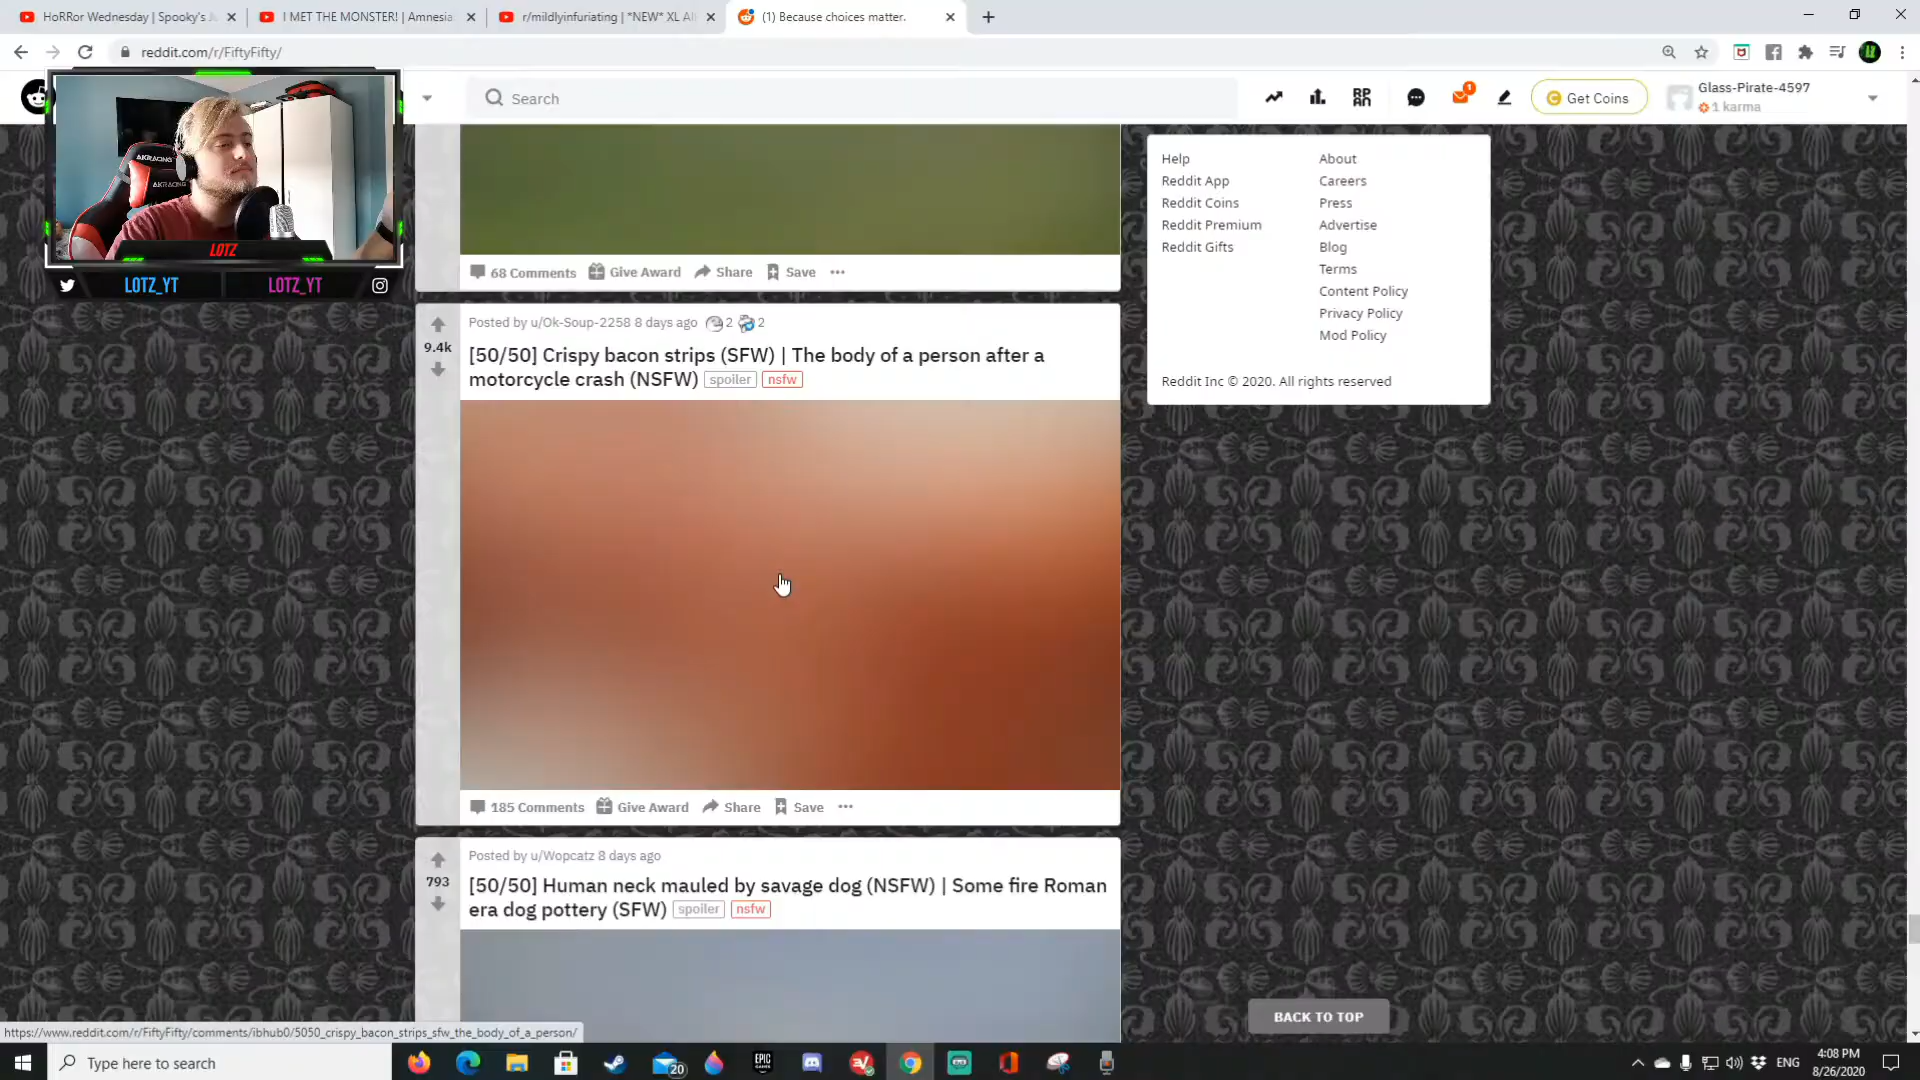 HoRRor Wednesday | Spooky's
I MET THE MONSTER! | Amnesia
r/mildlyinfuriating | *NEW* XL
(1) Because choices matter.
reddit.com/r/FiftyFifty/
Search
Get Coins
Glass-Pirate-4597
1 karma
AKRACING
AKRACING
LOTZ
LOTZ_YT
LOTZ_YT
Help
About
Reddit App
Careers
Reddit Coins
Press
Reddit Premium
Advertise
Reddit Gifts
Blog
Terms
Content Policy
Privacy Policy
Mod Policy
Reddit Inc © 2020. All rights reserved
68 Comments Give Award Share Save
Posted by u/Ok-Soup-2258 8 days ago 2 2
9.4k
[50/50] Crispy bacon strips (SFW) | The body of a person after a
motorcycle crash (NSFW) spoiler nsfw
185 Comments Give Award Share Save
Posted by u/Wopcatz 8 days ago
793
[50/50] Human neck mauled by savage dog (NSFW) | Some fire Roman
era dog pottery (SFW) spoiler nsfw
BACK TO TOP
https://www.reddit.com/r/FiftyFifty/comments/ibhub0/5050_crispy_bacon_strips_sfw_the_body_of_a_person/
Type here to search
20
EPIC
GAMES
ENG
4:08 PM
8/26/2020